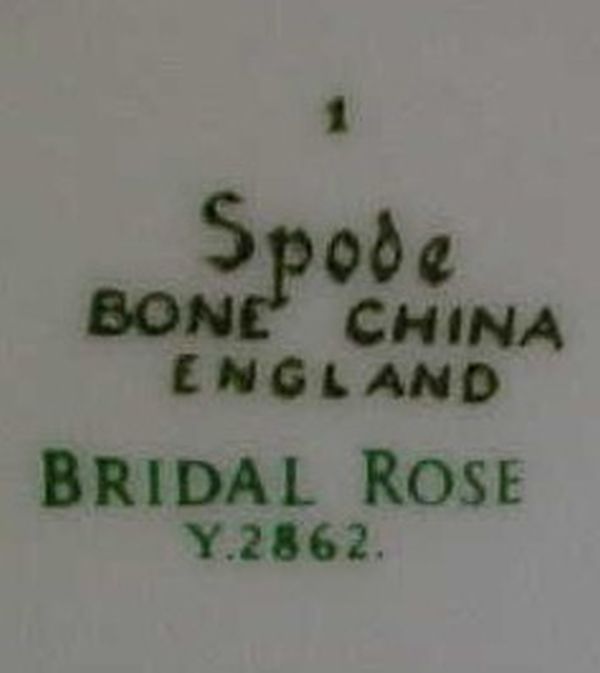 1
Spode
BONE CHINA
ENGLAND
BRIDAL ROSE
Y.2862.